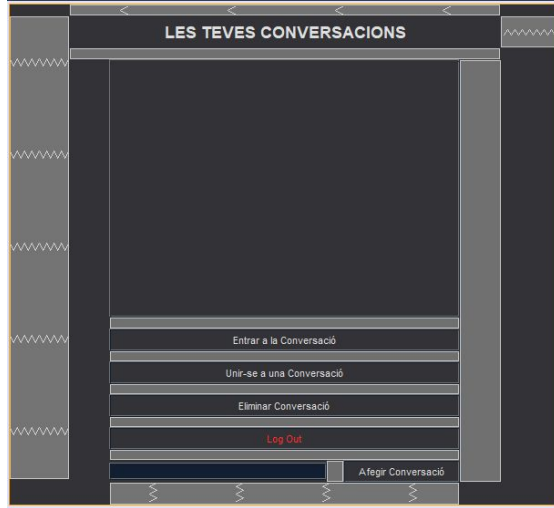 LES TEVES CONVERSACIONS
Entrar a la Conversació
Unir-se a una Conversació
Eliminar Conversació
Log Out
Afegir Conversació